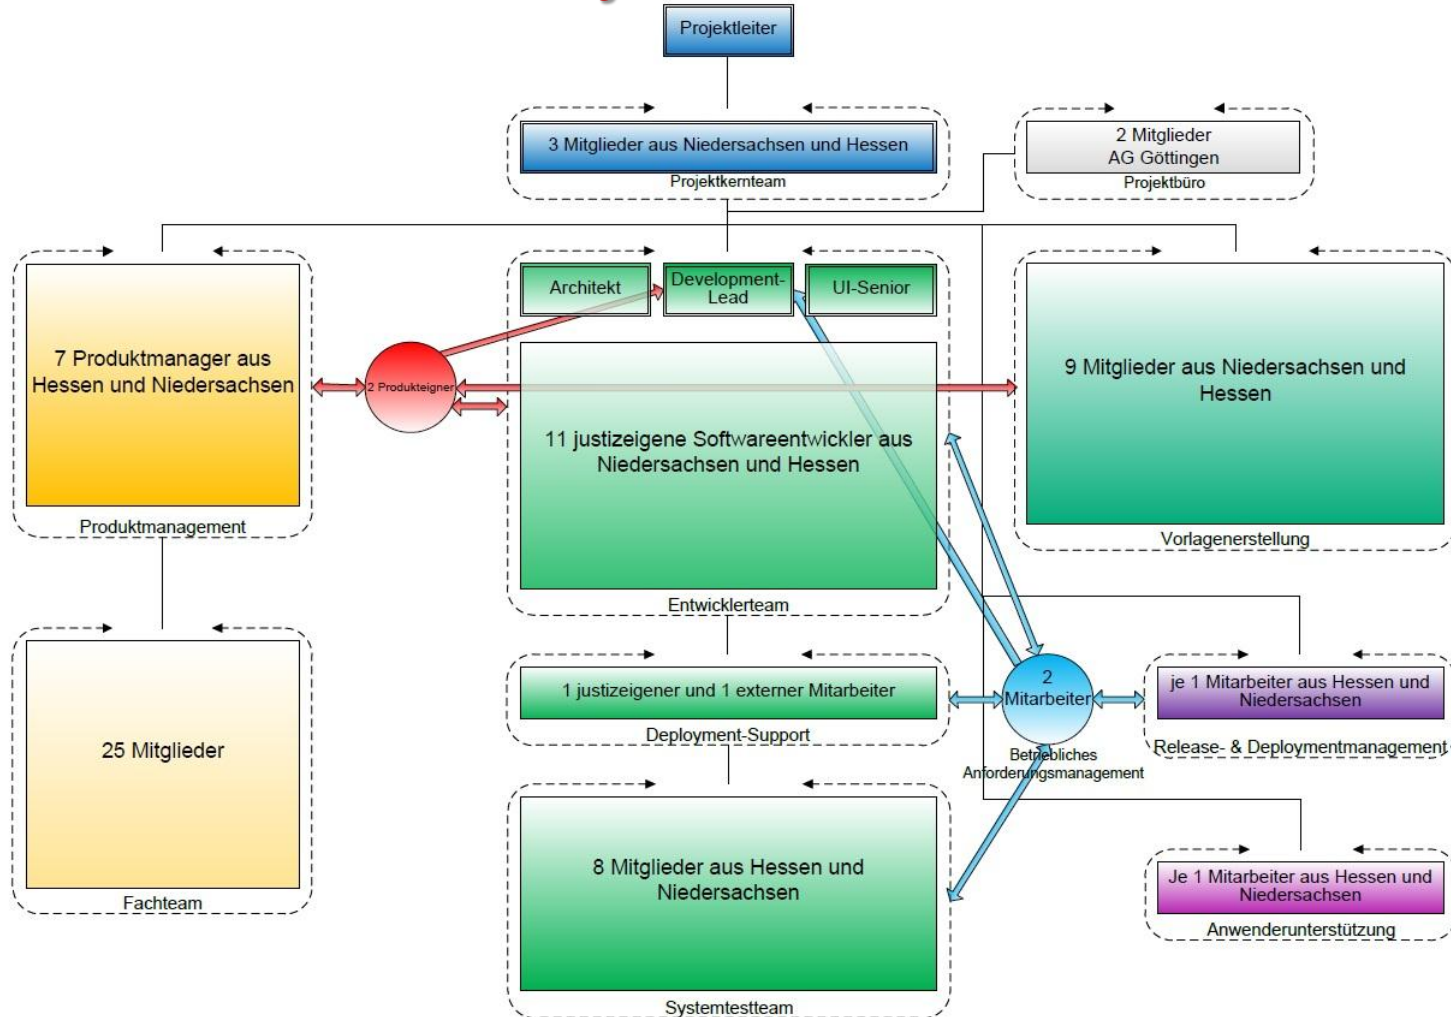 Projektleiter
3 Mitglieder aus Niedersachsen und Hessen
Projektkernteam
2 Mitglieder
AG Göttingen
Projektbüro
7 Produktmanager aus
Hessen und Niedersachsen
Produktmanagement
2 Produkteigner
Architekt
Development-
Lead
UI-Senior
11 justizeigene Softwareentwickler aus
Niedersachsen und Hessen
Entwicklerteam
9 Mitglieder aus Niedersachsen und
Hessen
Vorlagenerstellung
25 Mitglieder
Fachteam
1 justizeigener und 1 externer Mitarbeiter
Deployment-Support
2
Mitarbeiter
Betriebliches
Anforderungsmanagement
je 1 Mitarbeiter aus Hessen und
Niedersachsen
Release- & Deploymentmanagement
8 Mitglieder aus Hessen und
Niedersachsen
Systemtestteam
Je 1 Mitarbeiter aus Hessen und
Niedersachsen
Anwenderunterstützung